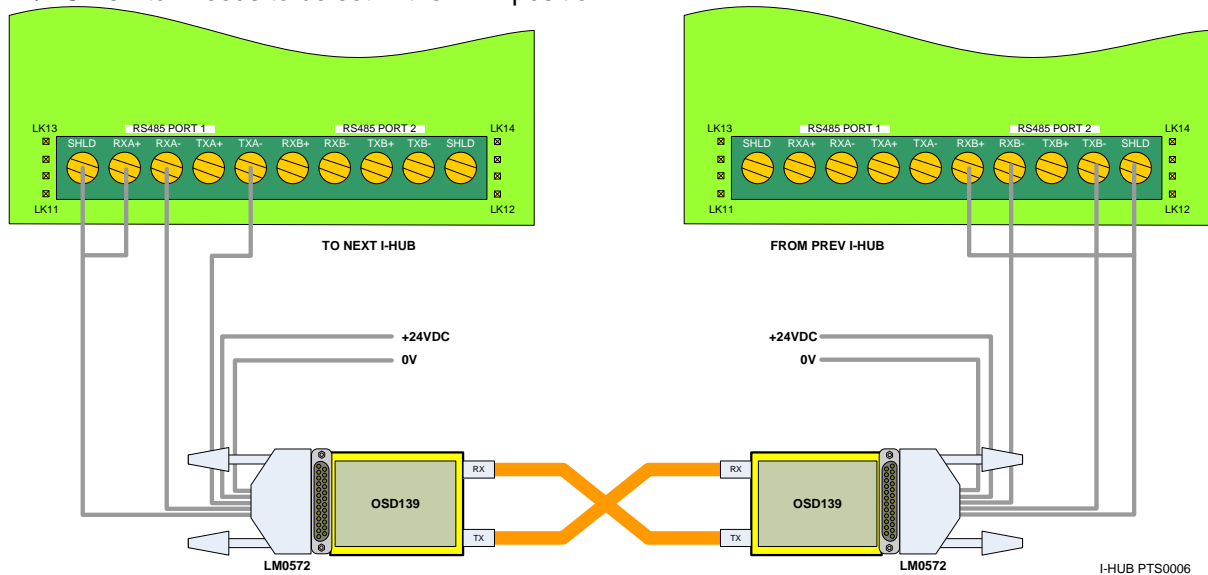 LK13 RS485 PORT 1 RS485 PORT 2 LK14
SHLD RXA+ RXA- TXA+ TXA- RXB+ RXB- TXB+ TXB- SHLD
LK11 LK12
TO NEXT I-HUB
LK13 RS485 PORT 1 RS485 PORT 2 LK14
SHLD RXA+ RXA- TXA+ TXA- RXB+ RXB- TXB+ TXB- SHLD
LK11 LK12
FROM PREV I-HUB
+24VDC
0V
+24VDC
0V
RX
OSD139
TX
LM0572
RX
OSD139
TX
LM0572
I-HUB PTS0006